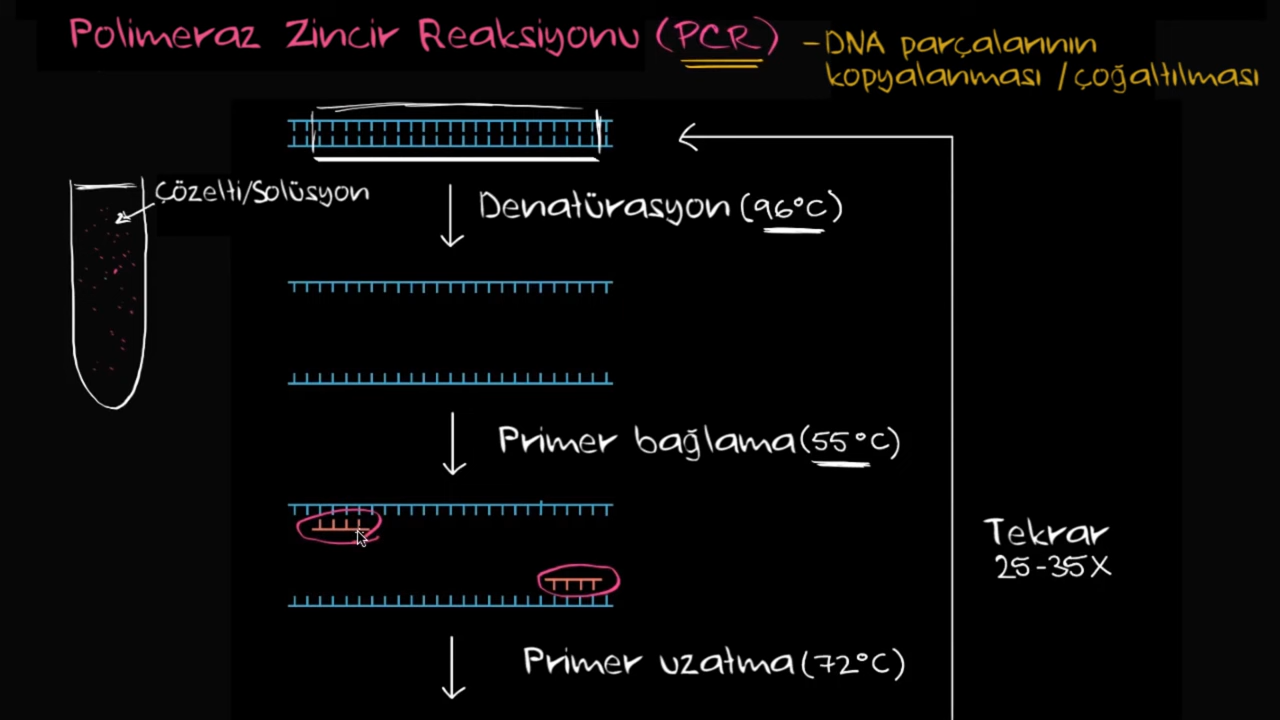 Polimeraz Zincir Reaksiyonu (PCR)
-DNA parçalarının
kopyalanması / çoğaltılması
Çözelti/Solüsyon
Denatürasyon (96°C)
Primer bağlama (55°C)
Tekrar
25-35X
Primer uzatma (72°C)